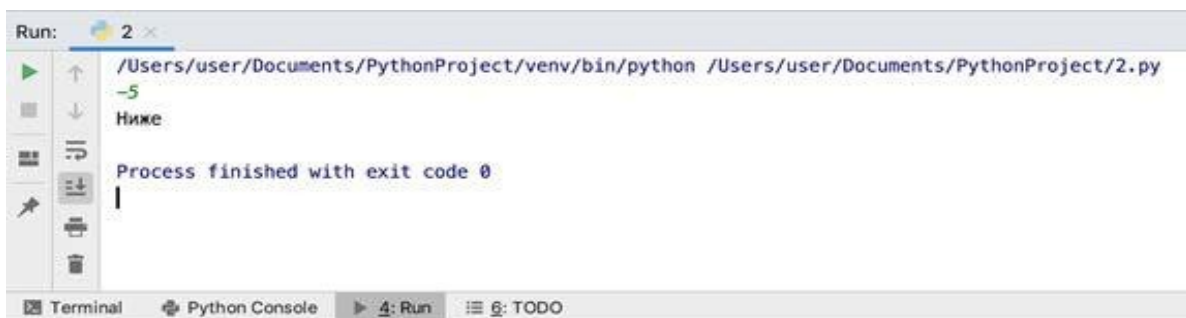 Run: 2
/Users/user/Documents/PythonProject/venv/bin/python /Users/user/Documents/PythonProject/2.py
-5
Ниже
Process finished with exit code 0
Terminal Python Console 4: Run 6: TODO